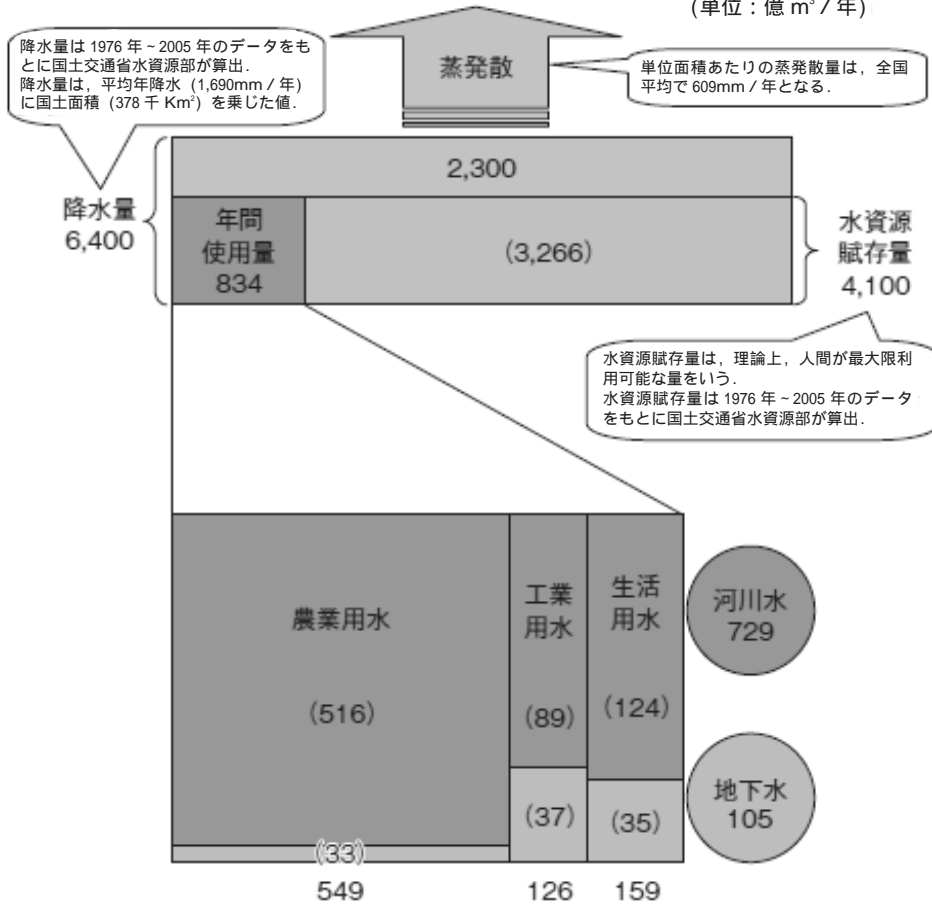 (単位：億 m³ / 年)
降水量は 1976 年 ~ 2005 年のデータをも
とに国土交通省水資源部が算出．
降水量は，平均年降水 (1,690mm / 年)
に国土面積 (378 千 Km²) を乗じた値．
蒸発散
単位面積あたりの蒸発散量は，全国
平均で 609mm / 年となる．
2,300
降水量
6,400
年間
使用量
834
(3,266)
水資源
賦存量
4,100
水資源賦存量は，理論上，人間が最大限利
用可能な量をいう．
水資源賦存量は 1976 年 ~ 2005 年のデータ
をもとに国土交通省水資源部が算出．
農業用水
(516)
工業
用水
(89)
生活
用水
(124)
河川水
729
(33)
(37)
(35)
地下水
105
549
126
159